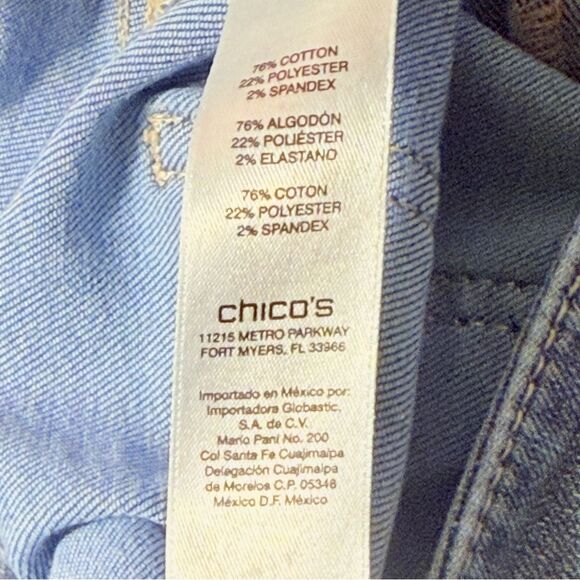 76% COTTON
22% POLYESTER
2% SPANDEX
76% ALGODÓN
22% POLIÉSTER
2% ELASTANO
76% COTON
22% POLYESTER
2% SPANDEX
chico's
11215 METRO PARKWAY
FORT MYERS, FL 33966
Importado en México por:
Importadora Globastic,
S.A. de C.V.
Mario Pani No. 200
Col Santa Fe Cuajimalpa
Delegación Cuajimalpa
de Morelos C.P. 05348
México D.F. México